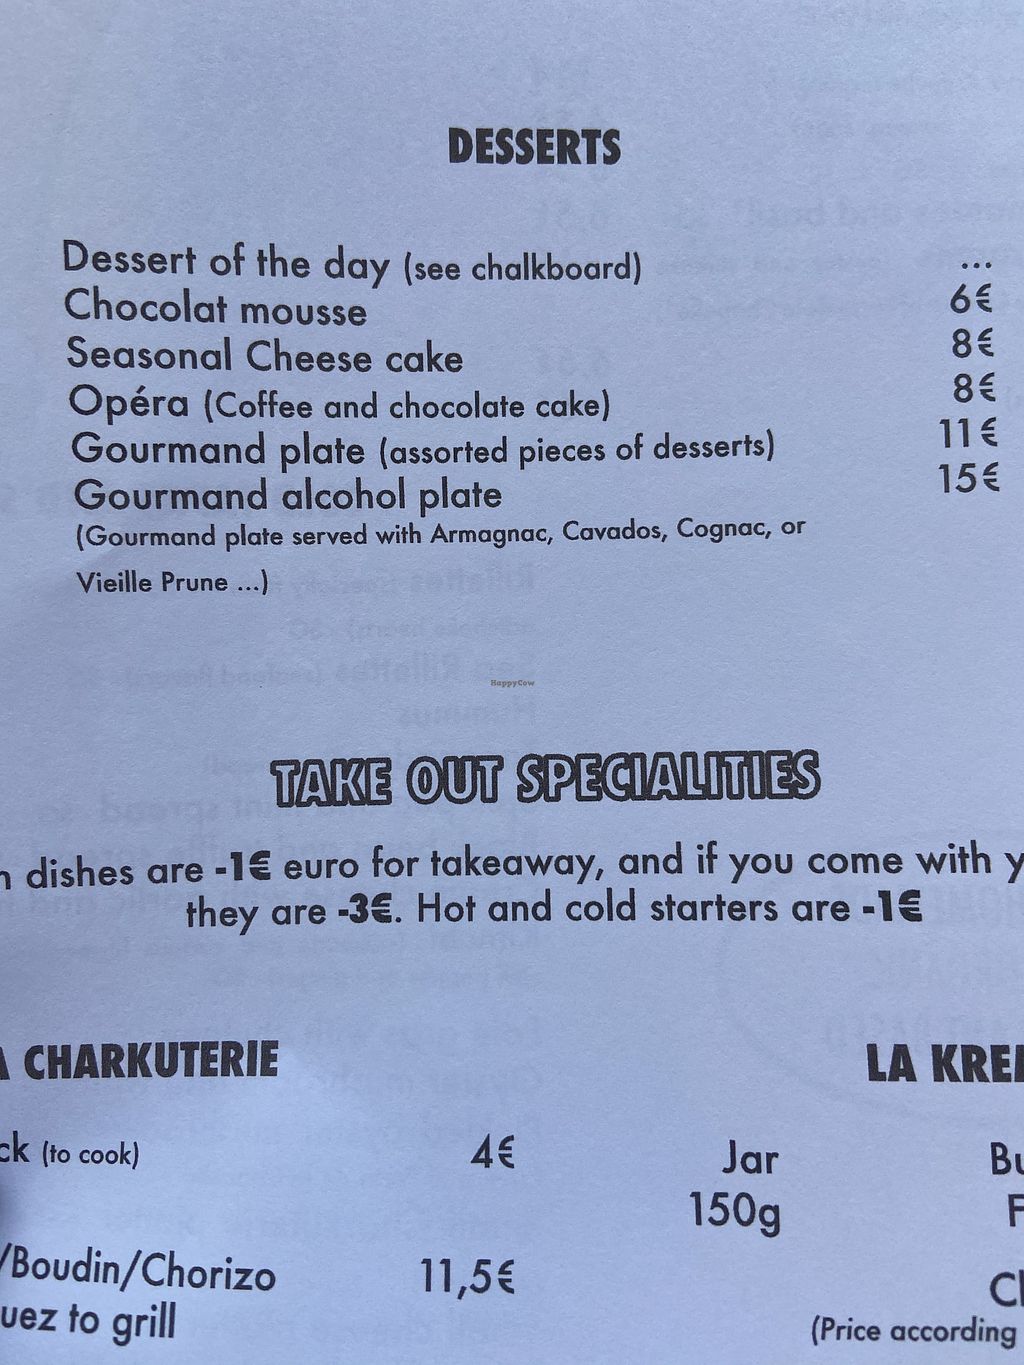 DESSERTS
Dessert of the day (see chalkboard) ...
Chocolat mousse 6€
Seasonal Cheese cake 8€
Opéra (Coffee and chocolate cake) 8€
Gourmand plate (assorted pieces of desserts) 11€
Gourmand alcohol plate 15€
(Gourmand plate served with Armagnac, Cavados, Cognac, or
Vieille Prune ...)
HappyCow
TAKE OUT SPECIALITIES
dishes are -1€ euro for takeaway, and if you come with
they are -3€. Hot and cold starters are -1€
CHARKUTERIE
LA
(to cook) 4€
Jar
150g
/Boudin/Chorizo 11,5€
to grill
(Price according